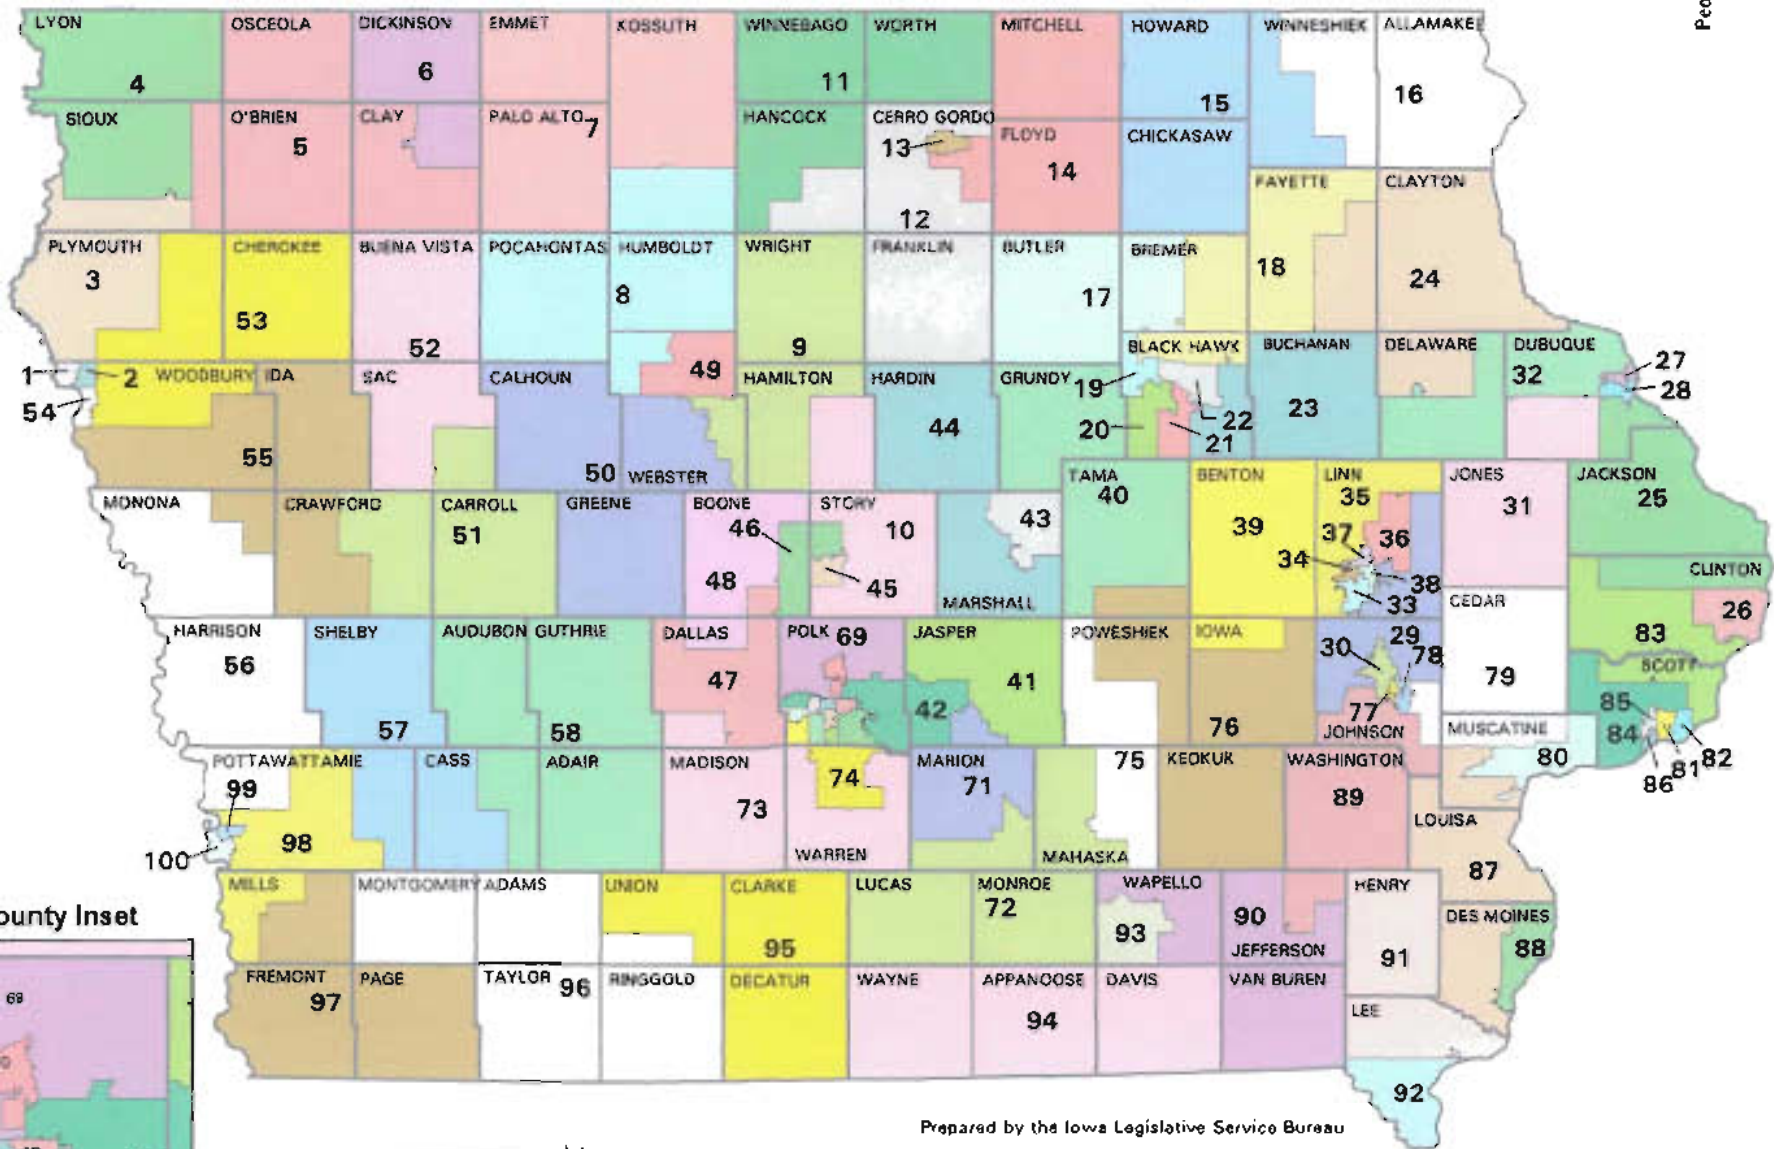 Peo
LYON OSCEOLA DICKINSON EMMET KOSSUTH WINNEBAGO WORTH MITCHELL HOWARD WINNESHIEK ALLAMAKEE
4 6 11 15 16
SIOUX O'BRIEN CLAY PALO ALTO 7 HANCOCK CERRO GORDO FLOYD CHICKASAW
5 13 14
12 FAYETTE CLAYTON
PLYMOUTH CHEROKEE BUENA VISTA POCAHONTAS HUMBOLDT WRIGHT FRANKLIN BUTLER BREMER
3 53 52 8 9 17 18 24
1 2 WOODBURY IDA SAC CALHOUN 49 HAMILTON HARDIN GRUNDY BLACK HAWK BUCHANAN DELAWARE DUBUQUE
54 19 32 27 28
55 50 WEBSTER 44 20 21 22 23
MONONA CRAWFORD CARROLL GREENE BOONE STORY TAMA BENTON LINN JONES JACKSON
51 46 10 43 40 39 35 31 25
48 45 MARSHALL 34 37 36 38 33 CEDAR CLINTON
26
HARRISON SHELBY AUDUBON GUTHRIE DALLAS POLK 69 JASPER POWESHIEK IOWA 29 83
56 47 41 30 78 79 SCOTT
57 58 42 76 77 JOHNSON MUSCATINE 85 84
POTTAWATTAMIE CASS ADAIR MADISON 74 MARION 75 KEOKUK WASHINGTON 80 86 81 82
99 73 71 89
100 98 WARREN MAHASKA LOUISA
MILLS MONTGOMERY ADAMS UNION CLARKE LUCAS MONROE WAPELLO HENRY 87
72 93 90 DES MOINES
95 JEFFERSON 91 88
FREMONT PAGE TAYLOR RINGGOLD DECATUR WAYNE APPANOOSE DAVIS VAN BUREN
97 96 94 LEE
92
ounty Inset
69
Prepared by the Iowa Legislative Service Bureau